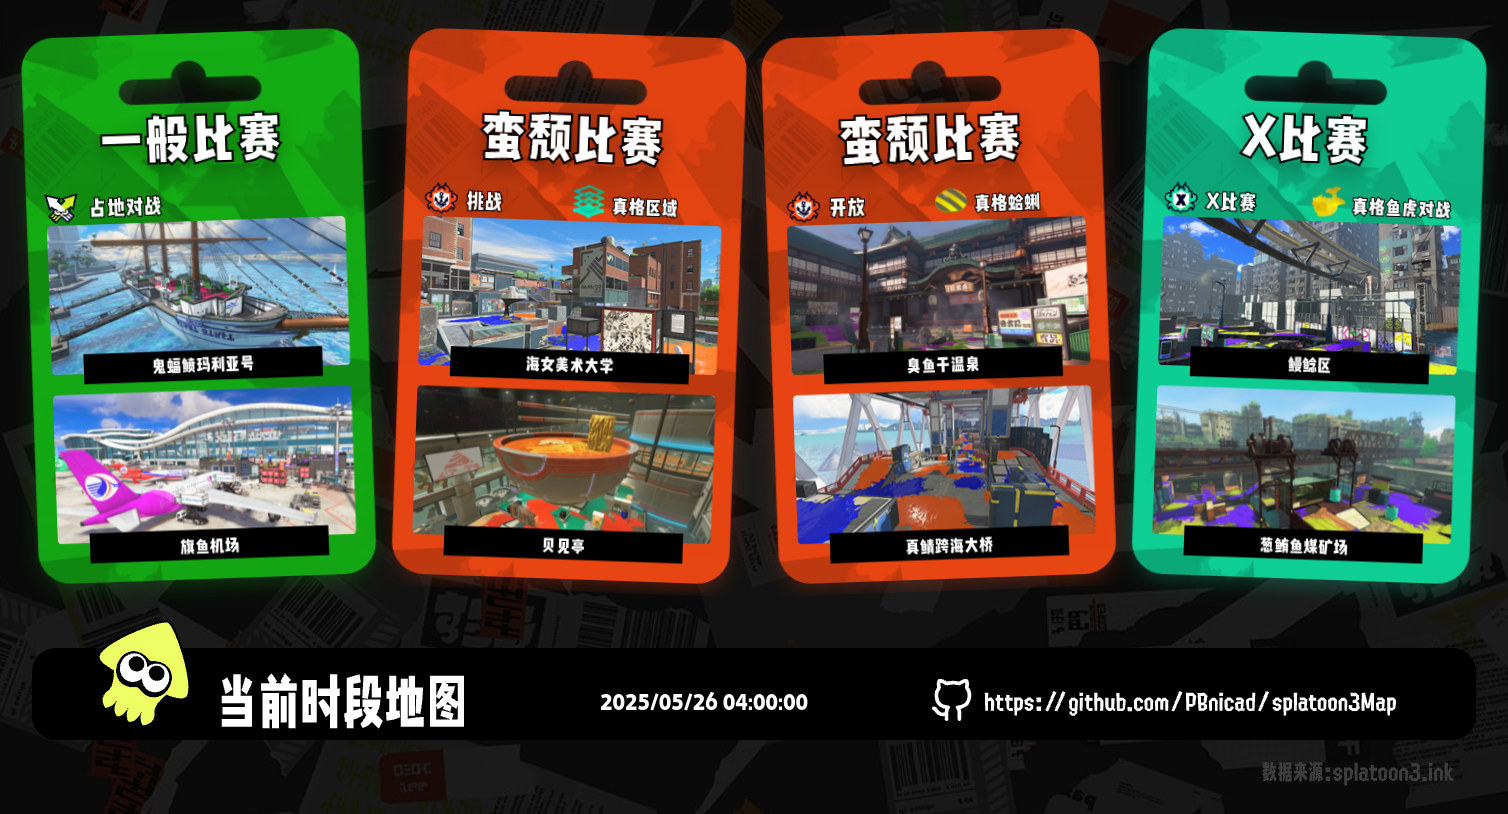 一般比赛
占地对战
鬼蝠鲼玛利亚号
旗鱼机场
蛮颓比赛
挑战
真格区域
海女美术大学
贝见亭
蛮颓比赛
开放
真格蛤蜊
臭鱼干温泉
真鲭跨海大桥
X比赛
X比赛
真格鱼虎对战
鳗鲶区
葱鲔鱼煤矿场
当前时段地图
2025/05/26 04:00:00
https://github.com/PBnicad/splatoon3Map
数据来源:splatoon3.ink